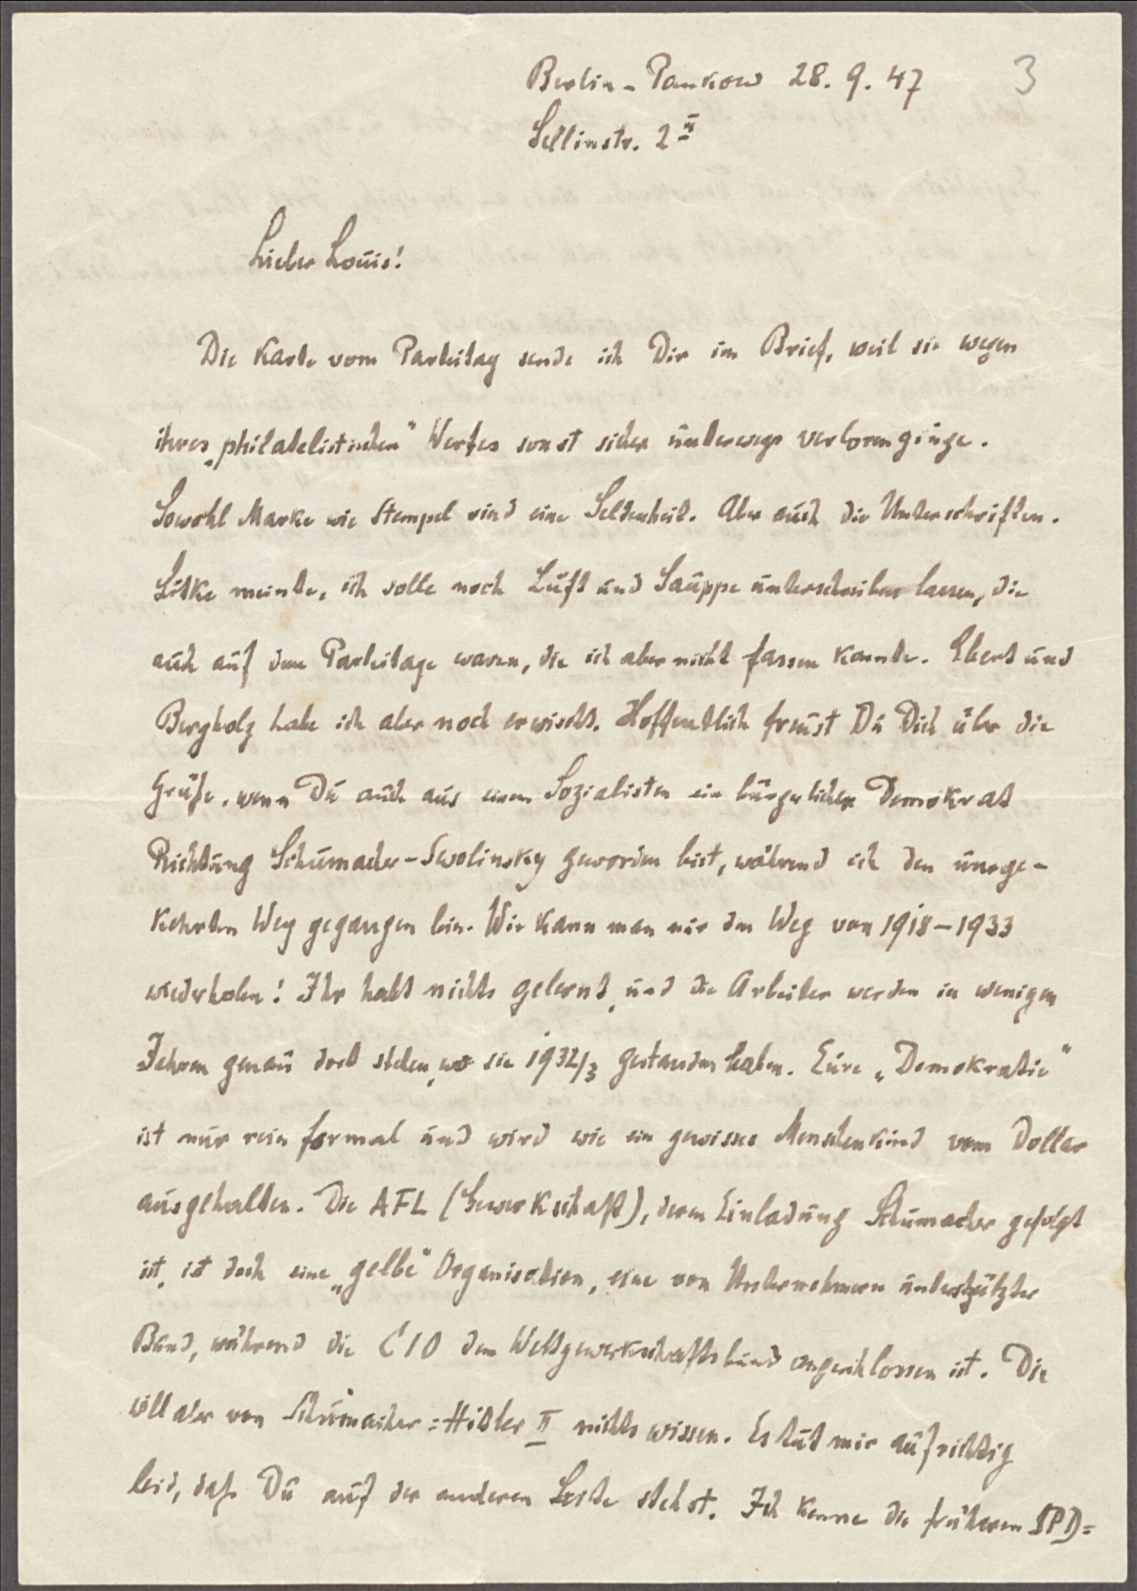 Berlin-Pankow 28. 9. 47
3
Sellinstr. 2 II
Lieber Louis!
Die Karte vom Parteitag sende ich Dir im Brief, weil sie wegen
ihres „philatelistischen" Wertes sonst sicher unterwegs verlorenginge.
Sowohl Marke wie Stempel sind eine Seltenheit. Aber auch die Unterschriften.
Litke meinte, ich solle noch Luft und Sauppe unterschreiben lassen, die
auch auf dem Parteitage waren, die ich aber nicht fassen konnte. Ebert und
Bergholz habe ich aber noch erwischt. Hoffentlich freust Du Dich über die
Grüße, wenn Du auch aus einem Sozialisten ein bürgerlicher Demokrat
Richtung Schumacher-Swolinsky geworden bist, während ich den umge-
kehrten Weg gegangen bin. Wie kann man nur den Weg von 1918-1933
wiederholen! Ihr habt nichts gelernt, und die Arbeiter werden in wenigen
Jahren genau dort stehen, wo sie 1932/3 gestanden haben. Eure „Demokratie"
ist nur rein formal und wird wie ein gewisses Menschenkind vom Dollar
ausgehalten. Die AFL (Gewerkschaft), deren Einladung Schumacher gefolgt
ist, ist doch eine „gelbe" Organisation, eine von Unternehmern unterstützter
Bund, während die CIO dem Weltgewerkschaftsbund angeschlossen ist. Die
will aber von Schumacher = Hitler II nichts wissen. Es tut mir aufrichtig
leid, daß Du auf der anderen Seite stehst. Ich kenne die früheren SPD=